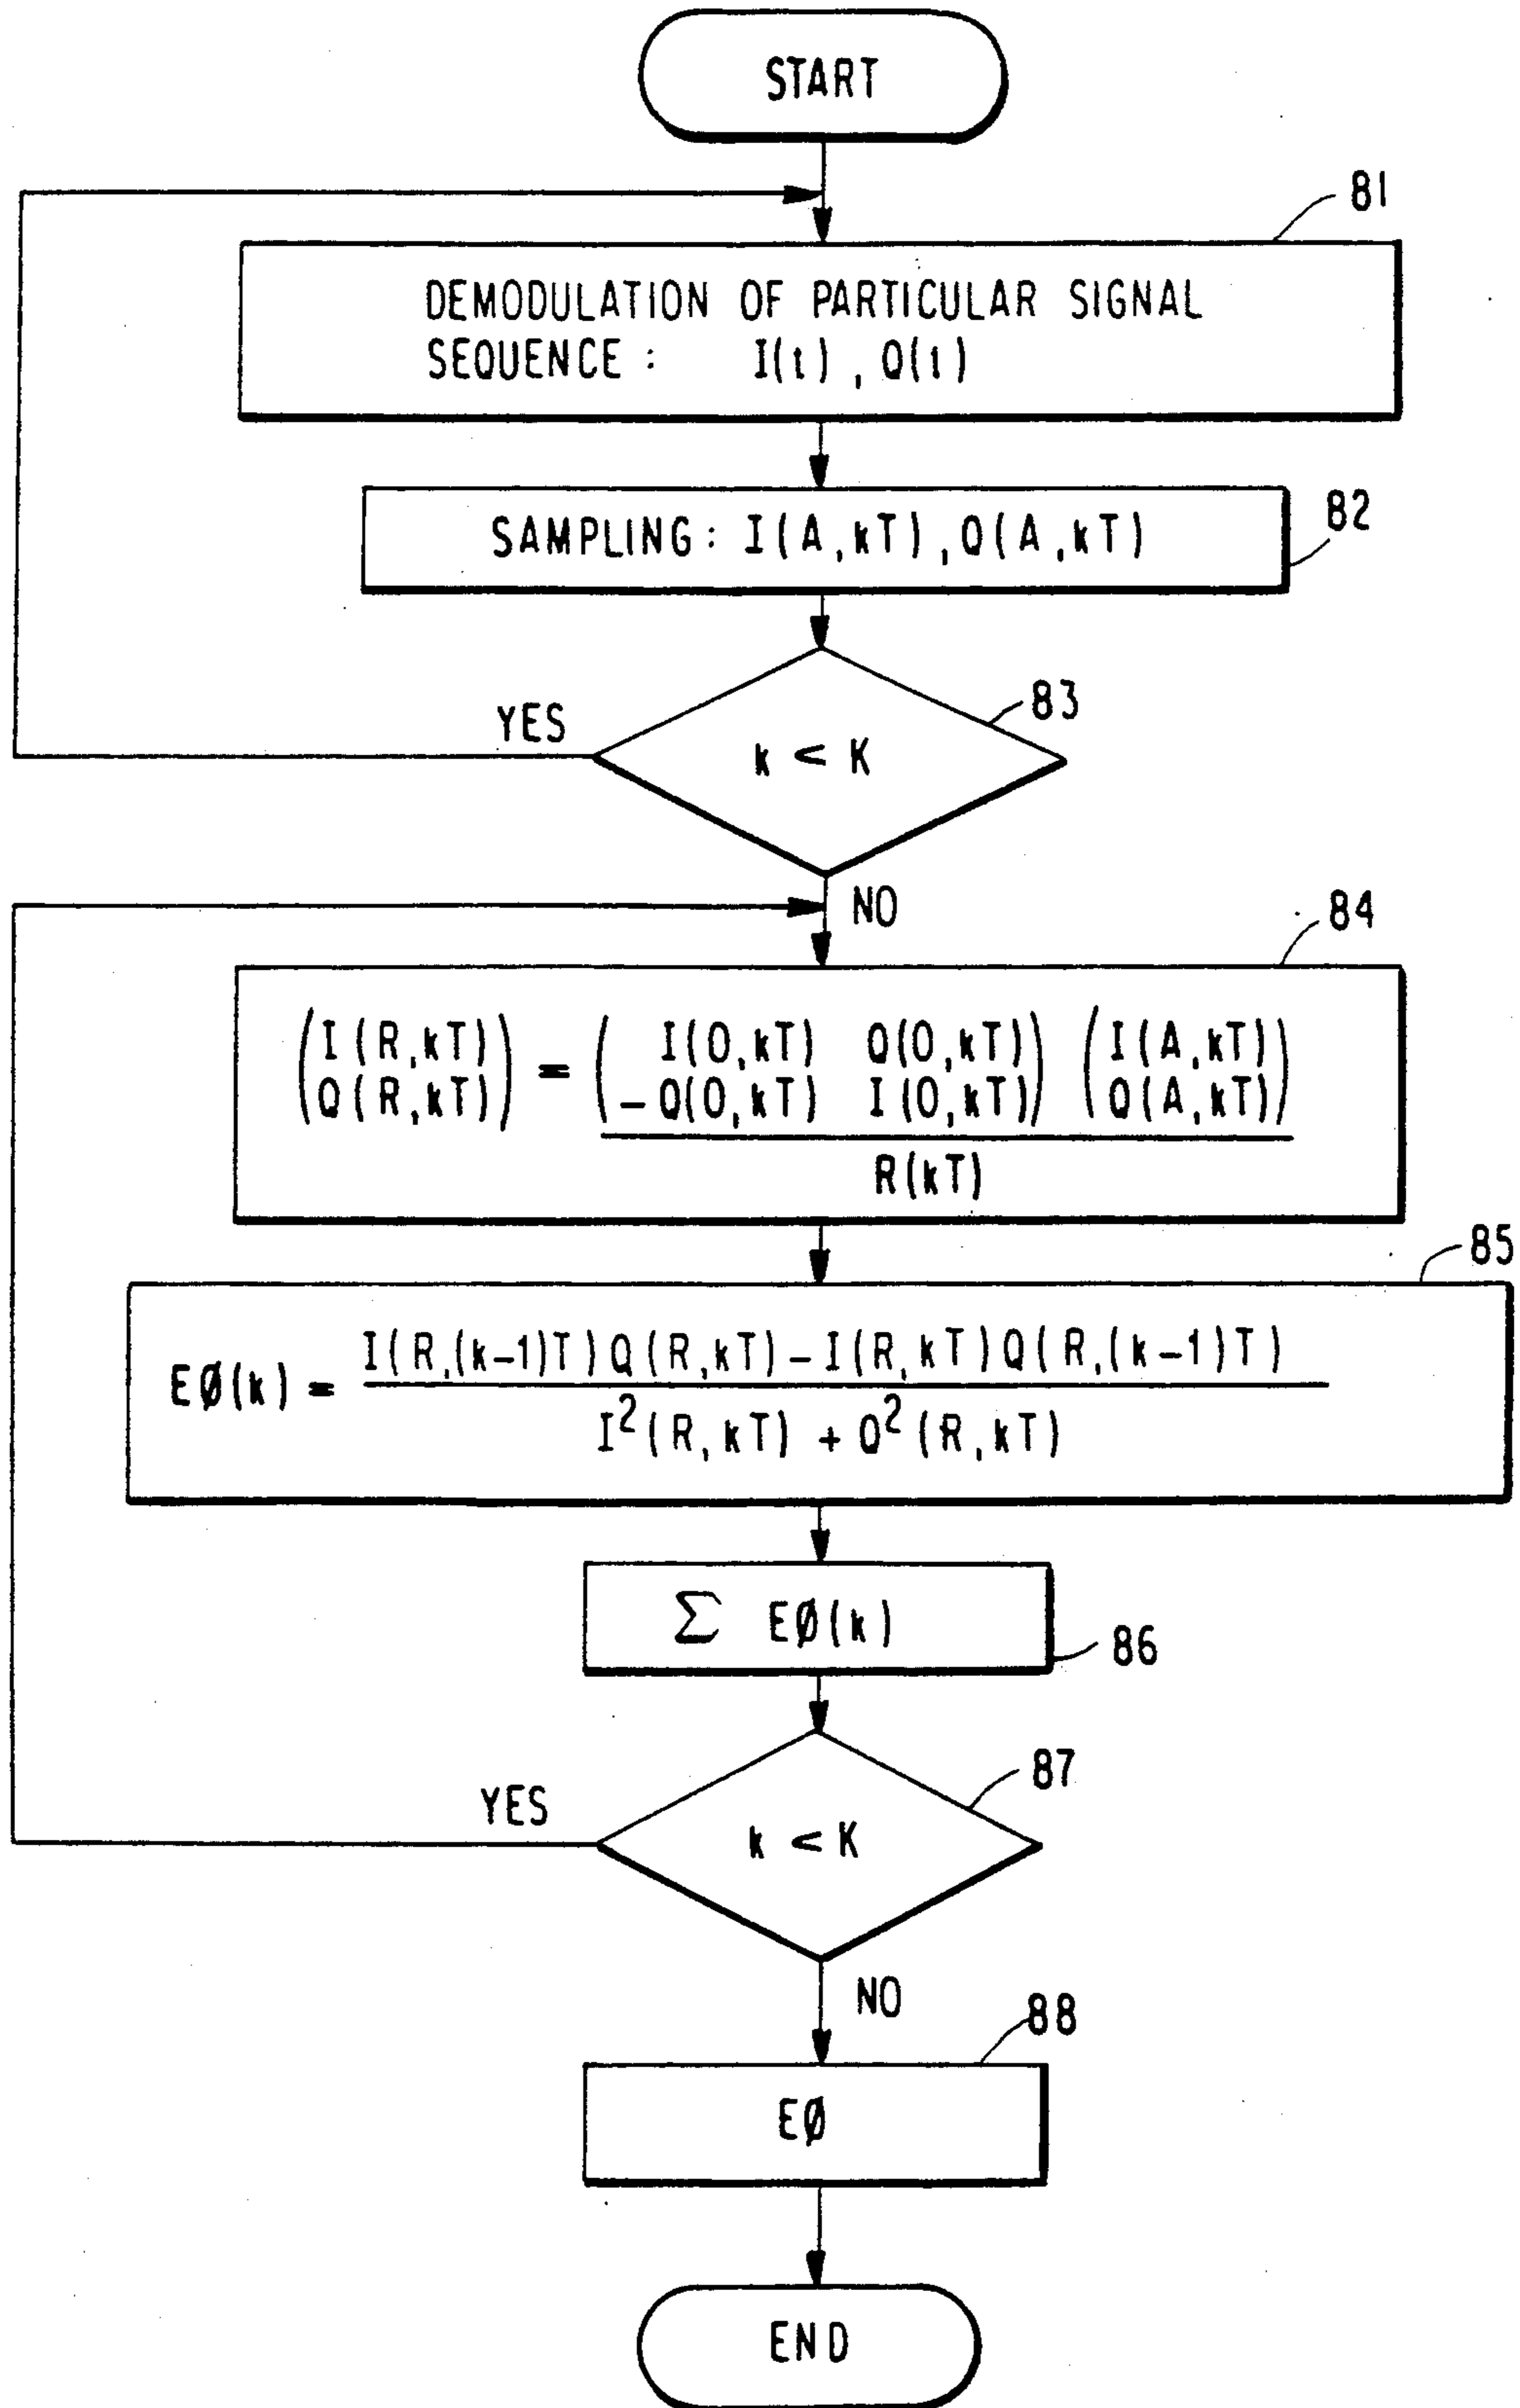 START
81
DEMODULATION OF PARTICULAR SIGNAL
SEQUENCE : I(t) , Q(t)
82
SAMPLING: I(A,kT), Q(A,kT)
83
YES
k < K
NO
84
(I(R,kT)) = ( I(O,kT) Q(O,kT)) (I(A,kT))
(Q(R,kT)) (-Q(O,kT) I(O,kT)) (Q(A,kT))
R(kT)
85
I(R,(k-1)T)Q(R,kT)-I(R,kT)Q(R,(k-1)T)
EØ(k) =
I²(R,kT) + Q²(R,kT)
Σ EØ(k)
86
87
YES
k < K
NO
88
EØ
END